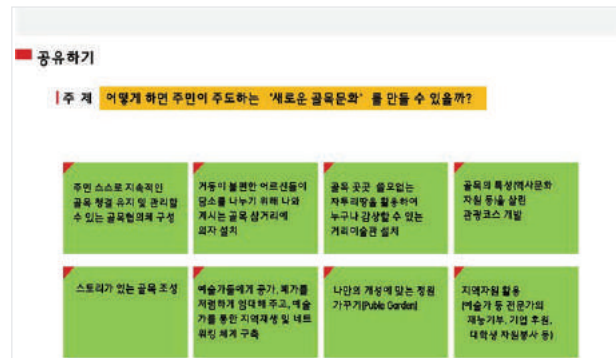 공유하기
주 제 어떻게 하면 주민이 주도하는 '새로운 골목문화' 를 만들 수 있을까?
주민 스스로 지속적인
골목 청결 유지 및 관리할
수 있는 골목협의체 구성
거동이 불편한 어르신들이
담소를 나누기 위해 나와
계시는 골목 삼거리에
의자 설치
골목 곳곳 쓸모없는
자투리땅을 활용하여
누구나 감상할 수 있는
거리미술관 설치
골목의 특성(역사문화
자원 등)을 살린
관광코스 개발
스토리가 있는 골목 조성
예술가들에게 공가, 폐가를
저렴하게 임대해 주고, 예술
가를 통한 지역재생 및 네트
워킹 체계 구축
나만의 개성에 맞는 정원
가꾸기(Public Garden)
지역자원 활용
(예술가 등 전문가의
재능기부, 기업 후원,
대학생 자원봉사 등)